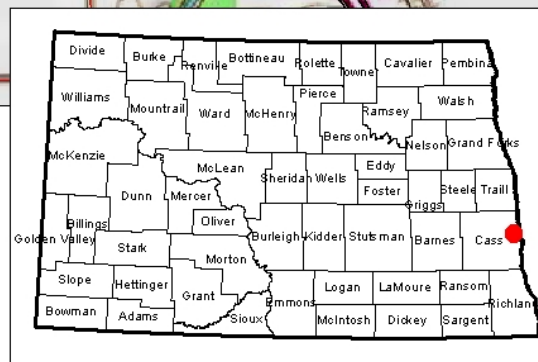 Divide Burke Renville Bottineau Rolette Towner Cavalier Pembina
Williams Mountrail Ward McHenry Pierce Ramsey Walsh
Benson Nelson Grand Forks
McKenzie McLean Sheridan Wells Eddy
Dunn Mercer Foster Griggs Steele Traill
Billings Oliver
Golden Valley Stark Burleigh Kidder Stutsman Barnes Cass
Morton
Slope Hettinger Grant Emmons Logan LaMoure Ransom Richland
Bowman Adams Sioux McIntosh Dickey Sargent